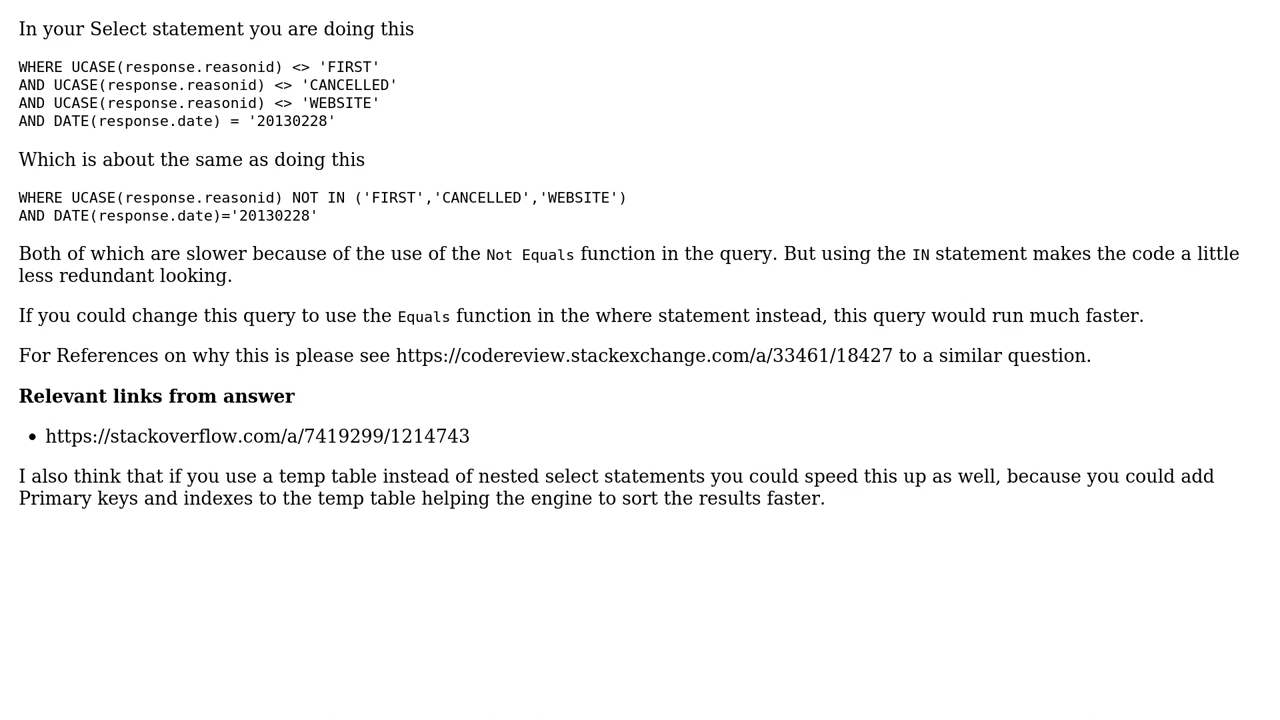 In your Select statement you are doing this
WHERE UCASE(response.reasonid) <> 'FIRST'
AND UCASE(response.reasonid) <> 'CANCELLED'
AND UCASE(response.reasonid) <> 'WEBSITE'
AND DATE(response.date) = '20130228'
Which is about the same as doing this
WHERE UCASE(response.reasonid) NOT IN ('FIRST','CANCELLED','WEBSITE')
AND DATE(response.date)='20130228'
Both of which are slower because of the use of the Not Equals function in the query. But using the IN statement makes the code a little
less redundant looking.
If you could change this query to use the Equals function in the where statement instead, this query would run much faster.
For References on why this is please see https://codereview.stackexchange.com/a/33461/18427 to a similar question.
Relevant links from answer
• https://stackoverflow.com/a/7419299/1214743
I also think that if you use a temp table instead of nested select statements you could speed this up as well, because you could add
Primary keys and indexes to the temp table helping the engine to sort the results faster.